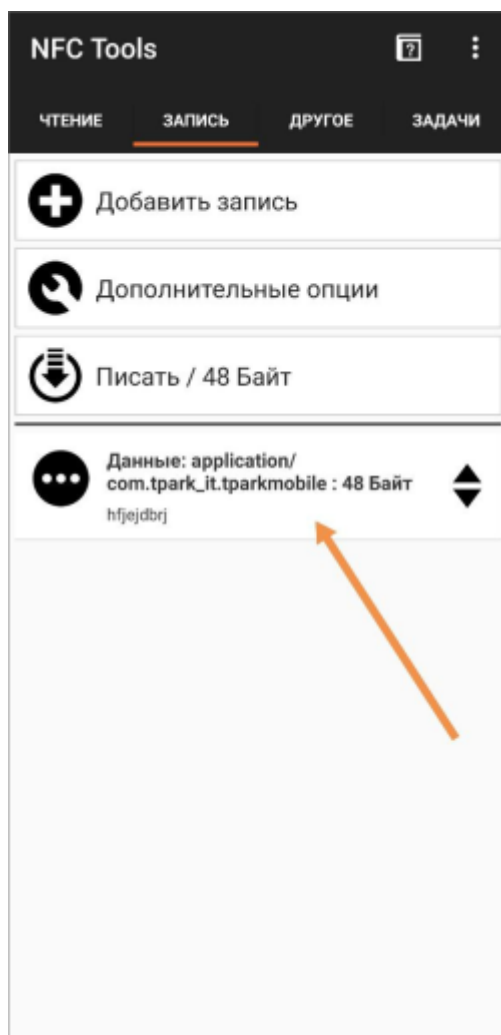 NFC Tools
ЧТЕНИЕ ЗАПИСЬ ДРУГОЕ ЗАДАЧИ
Добавить запись
Дополнительные опции
Писать / 48 Байт
Данные: application/
com.tpark_it.tparkmobile : 48 Байт
hfjejdbrj